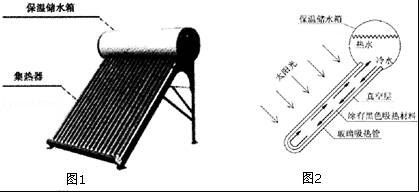 保温储水箱
集热器
图1
保温储水箱
热水
冷水
太阳光
真空层
涂有黑色吸热材料
玻璃吸热管
图2